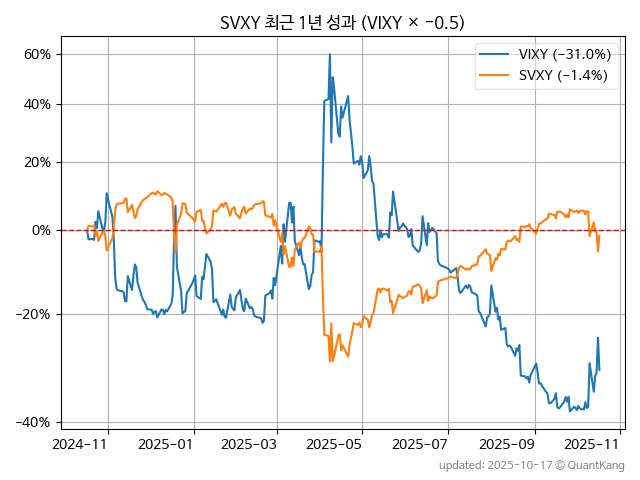 SVXY 최근 1년 성과 (VIXY × −0.5)
VIXY (−31.0%)
SVXY (−1.4%)
60%
40%
20%
0%
−20%
−40%
2024-11 2025-01 2025-03 2025-05 2025-07 2025-09 2025-11
updated: 2025-10-17 © QuantKang